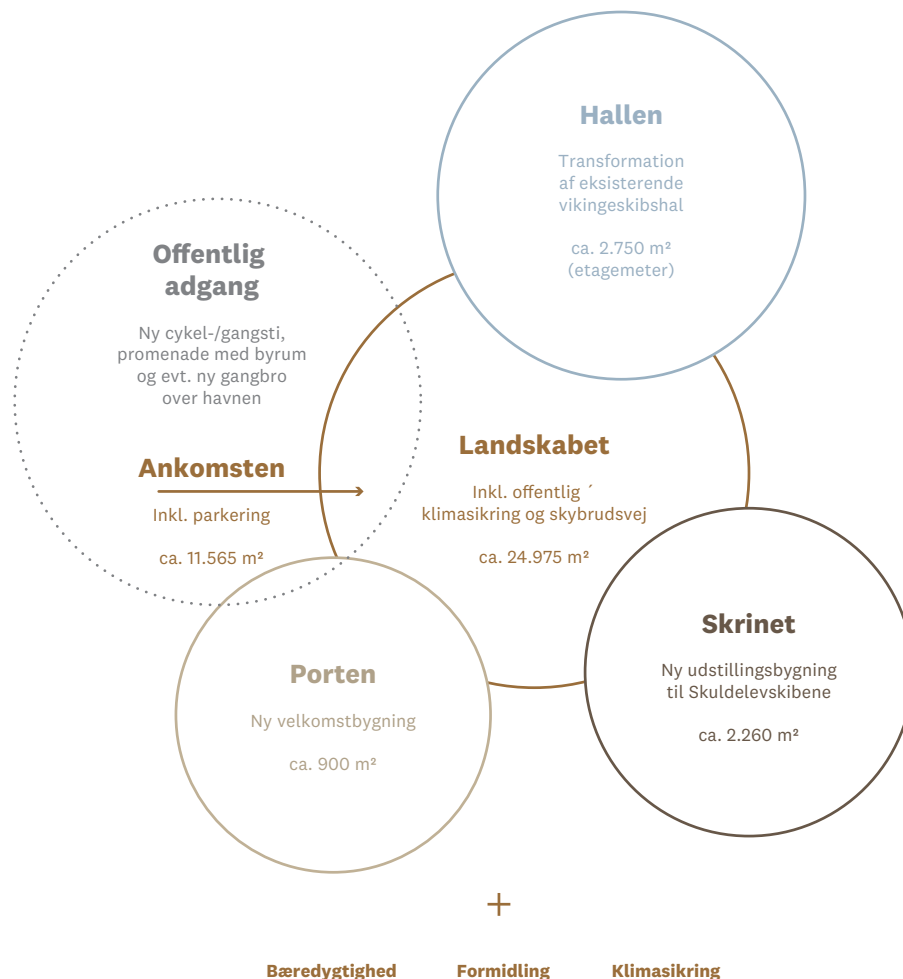 Hallen
Transformation
af eksisterende
vikingeskibshal
ca. 2.750 m²
(etagemeter)
Offentlig
adgang
Ny cykel-/gangsti,
promenade med byrum
og evt. ny gangbro
over havnen
Ankomsten
Inkl. parkering
ca. 11.565 m²
Landskabet
Inkl. offentlig ´
klimasikring og skybrudsvej
ca. 24.975 m²
Porten
Ny velkomstbygning
ca. 900 m²
Skrinet
Ny udstillingsbygning
til Skuldelevskibene
ca. 2.260 m²
+
Bæredygtighed Formidling Klimasikring